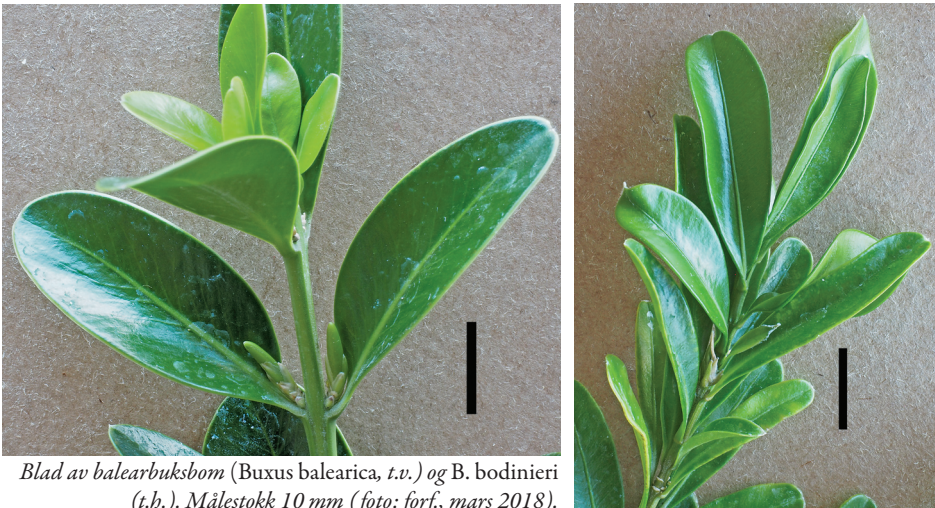 Blad av balearbuksbom (Buxus balearica, t.v.) og B. bodinieri
(t.h.). Målestokk 10 mm (foto: forf., mars 2018).